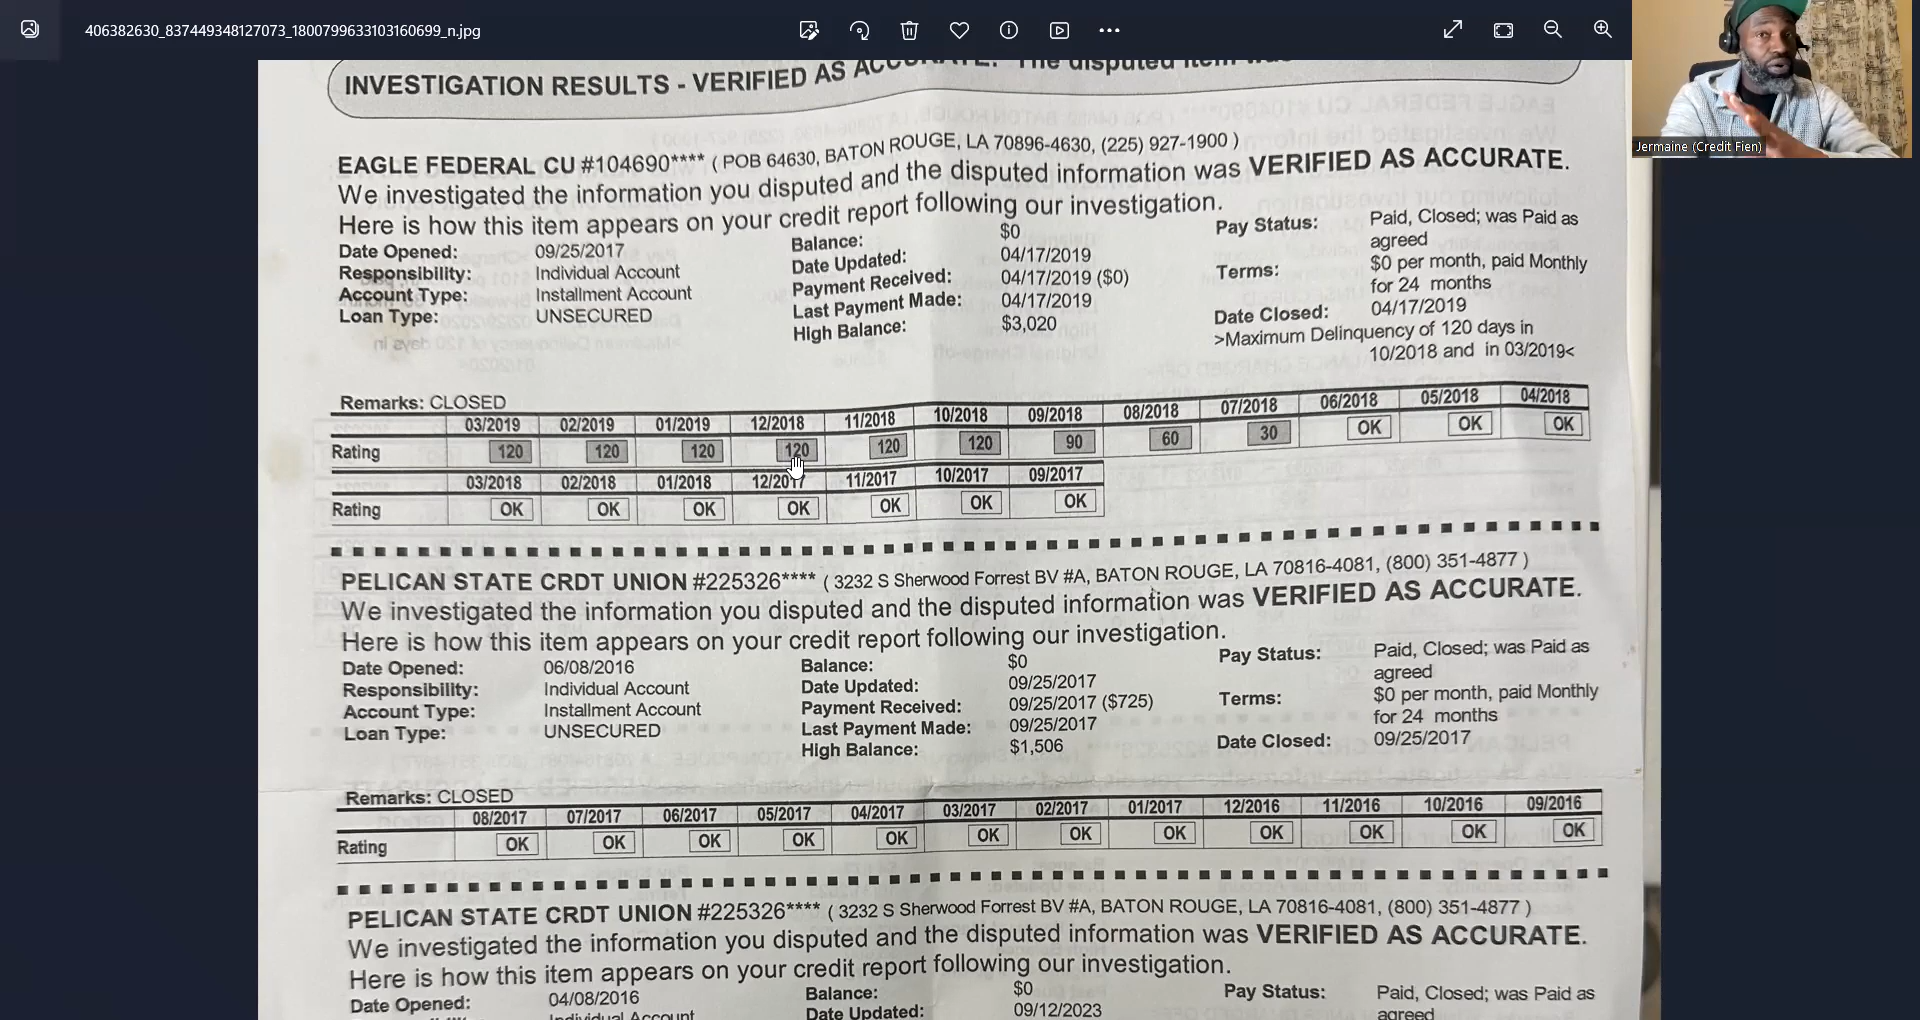 406382630_837449348127073_1800799633103160699_n.jpg
Jermaine (Credit Fien)
INVESTIGATION RESULTS - VERIFIED AS ACCURATE: The disputed item was
EAGLE FEDERAL CU #104690**** ( POB 64630, BATON ROUGE, LA 70896-4630, (225) 927-1900 )
We investigated the information you disputed and the disputed information was VERIFIED AS ACCURATE.
Here is how this item appears on your credit report following our investigation.
Date Opened: 09/25/2017
Responsibility: Individual Account
Account Type: Installment Account
Loan Type: UNSECURED
Balance: $0
Date Updated: 04/17/2019
Payment Received: 04/17/2019 ($0)
Last Payment Made: 04/17/2019
High Balance: $3,020
Pay Status: Paid, Closed; was Paid as
agreed
Terms: $0 per month, paid Monthly
for 24 months
Date Closed: 04/17/2019
>Maximum Delinquency of 120 days in
10/2018 and in 03/2019<
Remarks: CLOSED
03/2019 02/2019 01/2019 12/2018 11/2018 10/2018 09/2018 08/2018 07/2018 06/2018 05/2018 04/2018
Rating 120 120 120 120 120 120 90 60 30 OK OK OK
03/2018 02/2018 01/2018 12/2017 11/2017 10/2017 09/2017
Rating OK OK OK OK OK OK OK
PELICAN STATE CRDT UNION #225326**** ( 3232 S Sherwood Forrest BV #A, BATON ROUGE, LA 70816-4081, (800) 351-4877 )
We investigated the information you disputed and the disputed information was VERIFIED AS ACCURATE.
Here is how this item appears on your credit report following our investigation.
Date Opened: 06/08/2016
Responsibility: Individual Account
Account Type: Installment Account
Loan Type: UNSECURED
Balance: $0
Date Updated: 09/25/2017
Payment Received: 09/25/2017 ($725)
Last Payment Made: 09/25/2017
High Balance: $1,506
Pay Status: Paid, Closed; was Paid as
agreed
Terms: $0 per month, paid Monthly
for 24 months
Date Closed: 09/25/2017
Remarks: CLOSED
08/2017 07/2017 06/2017 05/2017 04/2017 03/2017 02/2017 01/2017 12/2016 11/2016 10/2016 09/2016
Rating OK OK OK OK OK OK OK OK OK OK OK OK
PELICAN STATE CRDT UNION #225326**** ( 3232 S Sherwood Forrest BV #A, BATON ROUGE, LA 70816-4081, (800) 351-4877 )
We investigated the information you disputed and the disputed information was VERIFIED AS ACCURATE.
Here is how this item appears on your credit report following our investigation.
Date Opened: 04/08/2016
Individual Account
Balance: $0
Date Updated: 09/12/2023
Pay Status: Paid, Closed; was Paid as
agreed